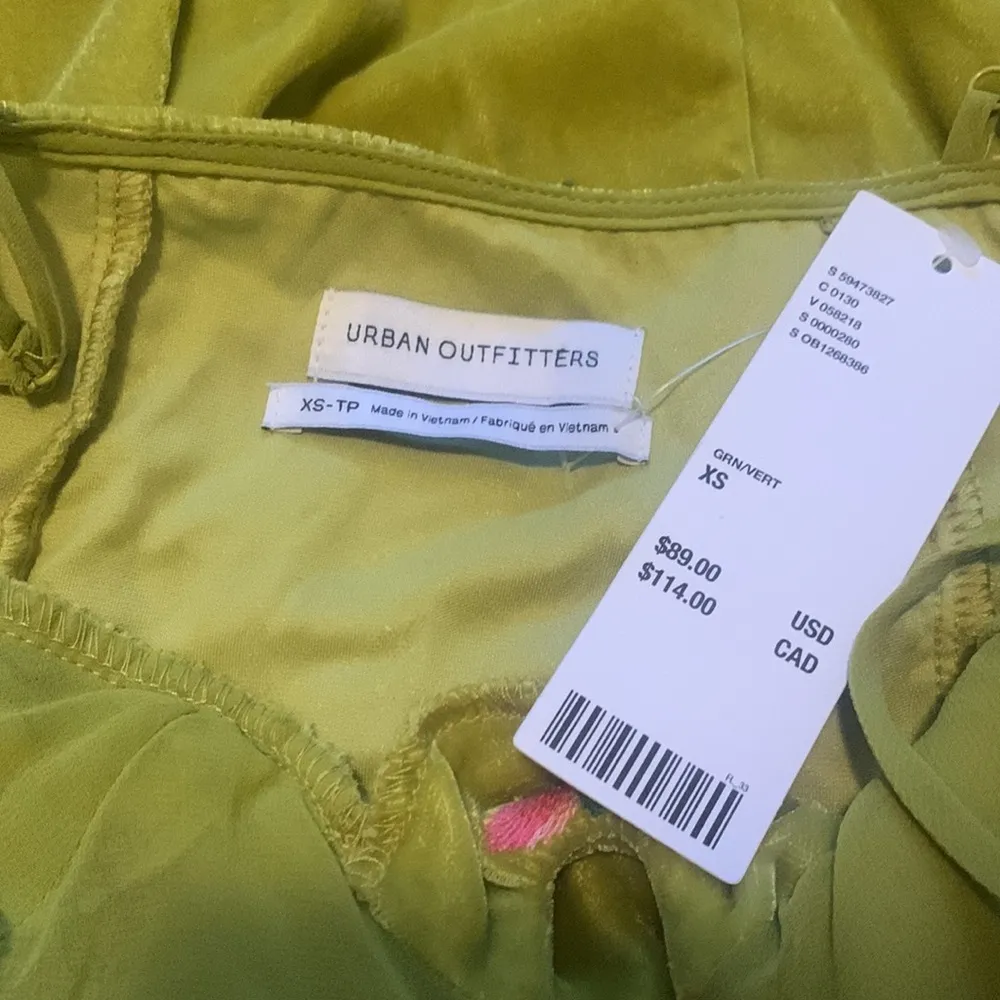 URBAN OUTFITTERS
XS-TP Made in Vietnam / Fabriqué en Vietnam
S 59473827
C 0130
V 058218
S 0000280
S OB1268386
GRN/VERT
XS
$89.00 USD
$114.00 CAD
R_33